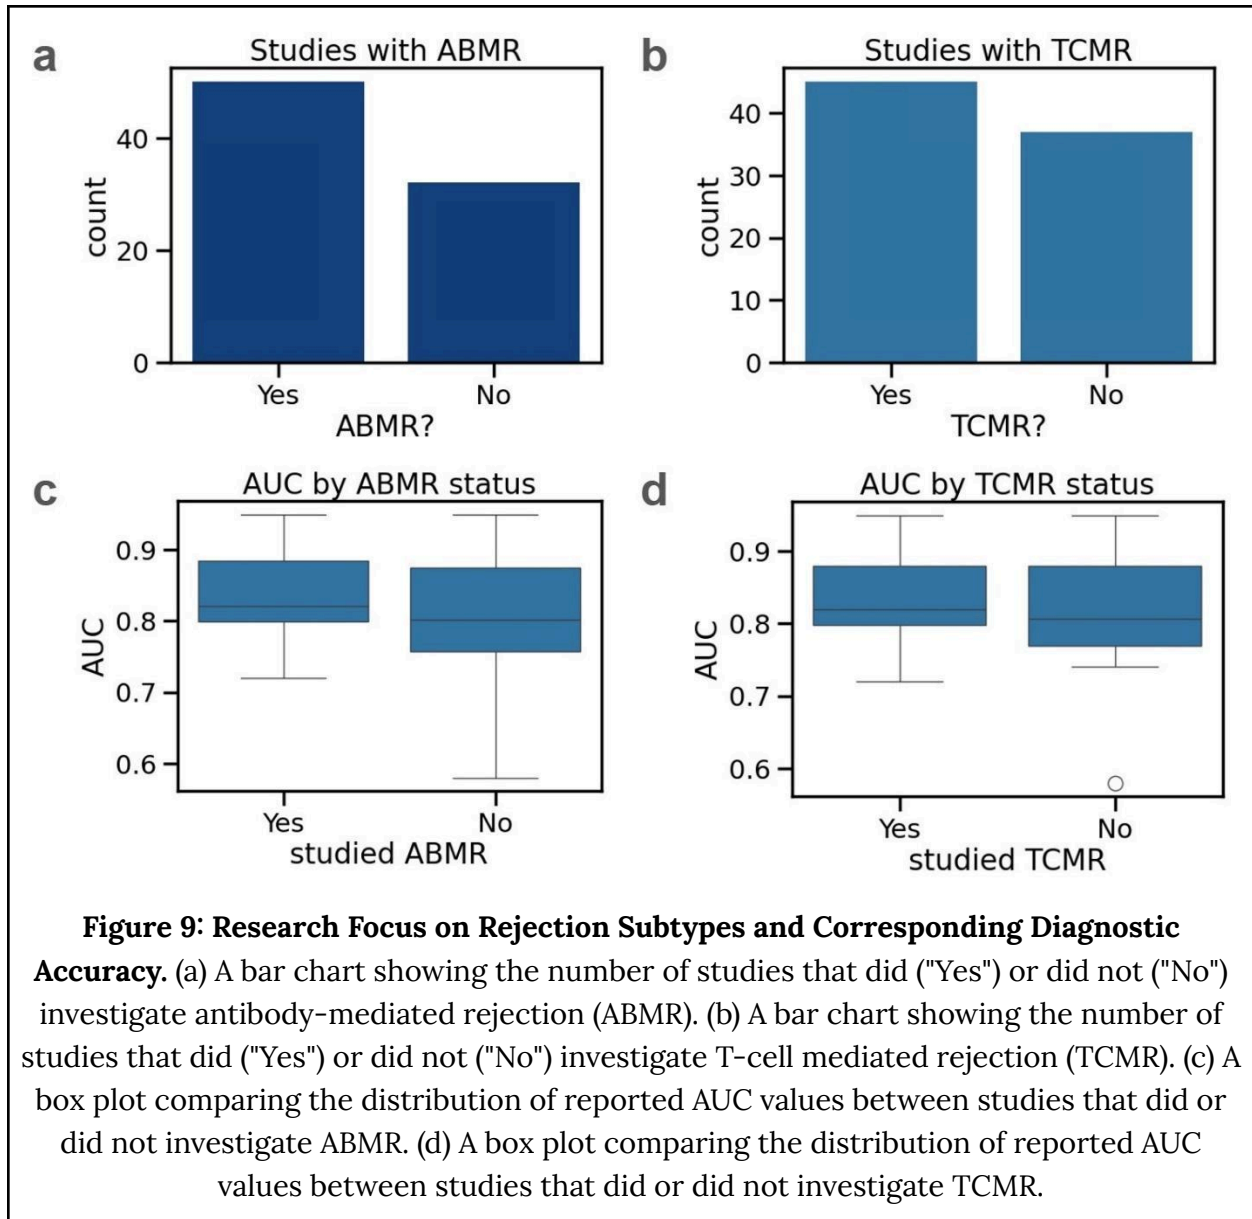 a
Studies with ABMR
40
20
0
count
Yes
No
ABMR?
b
Studies with TCMR
40
30
20
10
0
count
Yes
No
TCMR?
c
AUC by ABMR status
0.9
0.8
0.7
0.6
AUC
Yes
No
studied ABMR
d
AUC by TCMR status
0.9
0.8
0.7
0.6
AUC
Yes
No
studied TCMR
Figure 9: Research Focus on Rejection Subtypes and Corresponding Diagnostic
Accuracy. (a) A bar chart showing the number of studies that did ("Yes") or did not ("No")
investigate antibody-mediated rejection (ABMR). (b) A bar chart showing the number of
studies that did ("Yes") or did not ("No") investigate T-cell mediated rejection (TCMR). (c) A
box plot comparing the distribution of reported AUC values between studies that did or
did not investigate ABMR. (d) A box plot comparing the distribution of reported AUC
values between studies that did or did not investigate TCMR.